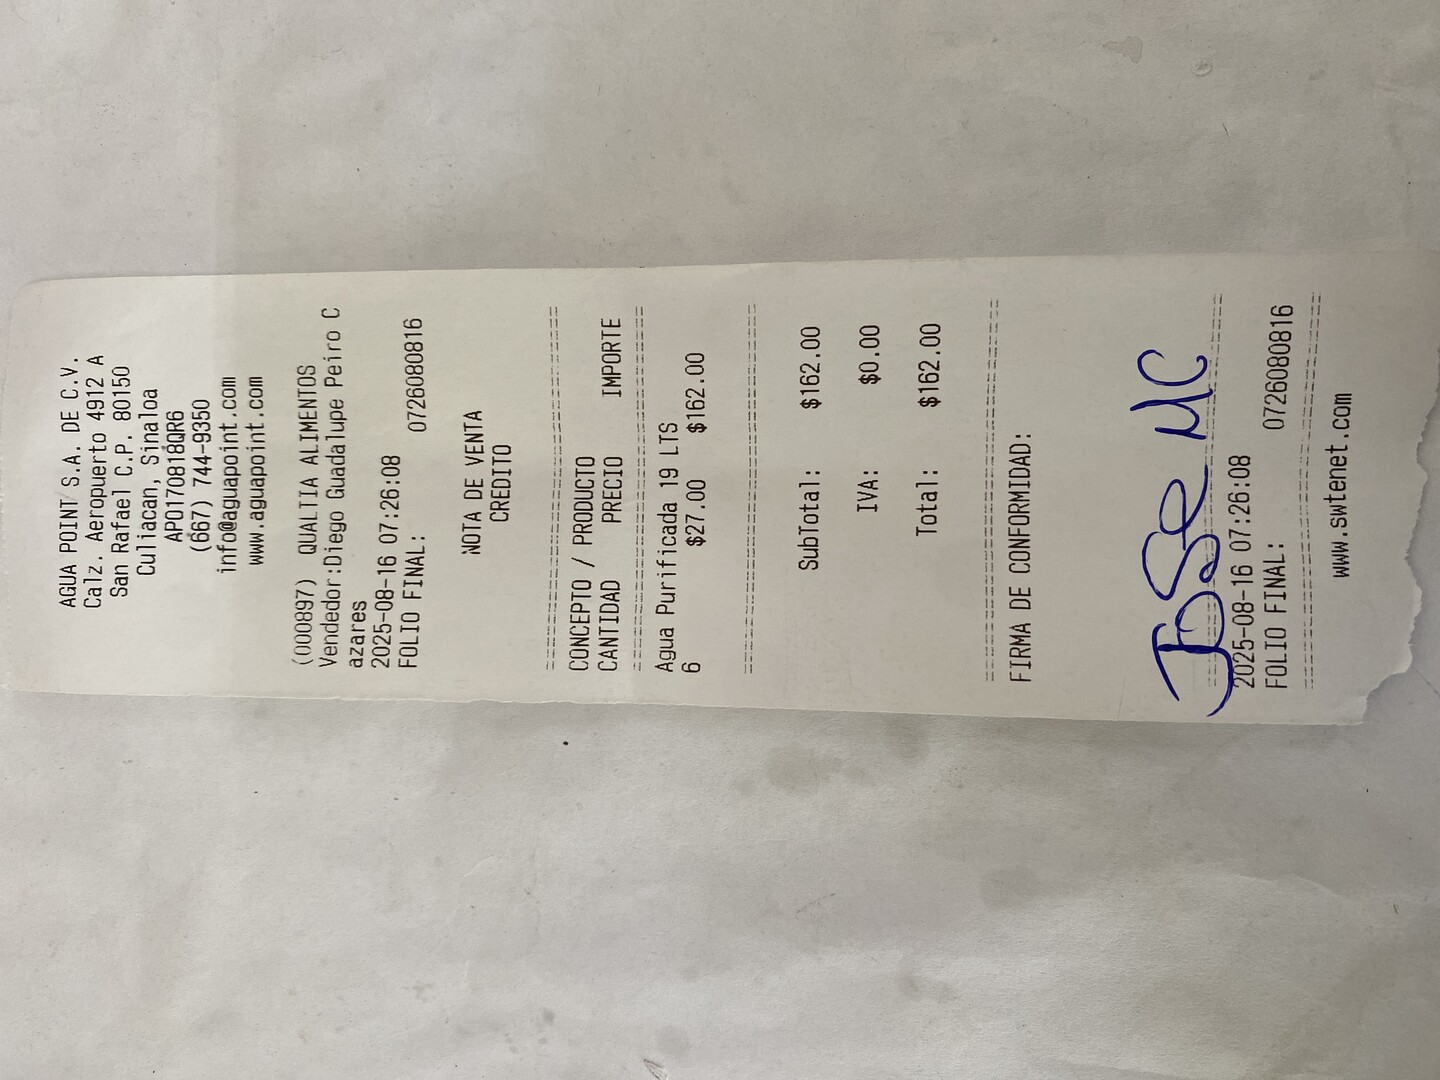 AGUA POINT S.A. DE C.V.
Calz. Aeropuerto 4912 A
San Rafael C.P. 80150
Culiacan, Sinaloa
APO170818QR6
(667) 744-9350
info@aguapoint.com
www.aguapoint.com
(000897) QUALTIA ALIMENTOS
Vendedor:Diego Guadalupe Peiro C
azares
2025-08-16 07:26:08
FOLIO FINAL: 0726080816
NOTA DE VENTA
CREDITO
CONCEPTO / PRODUCTO
CANTIDAD PRECIO IMPORTE
Agua Purificada 19 LTS
6 $27.00 $162.00
SubTotal: $162.00
IVA: $0.00
Total: $162.00
FIRMA DE CONFORMIDAD:
JOSE MC
2025-08-16 07:26:08
FOLIO FINAL: 0726080816
www.swtenet.com